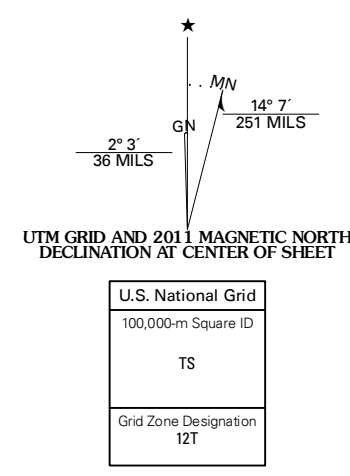 ★
MN
GN
14° 7´
251 MILS
2° 3´
36 MILS
UTM GRID AND 2011 MAGNETIC NORTH
DECLINATION AT CENTER OF SHEET
U.S. National Grid
100,000-m Square ID
TS
Grid Zone Designation
12T